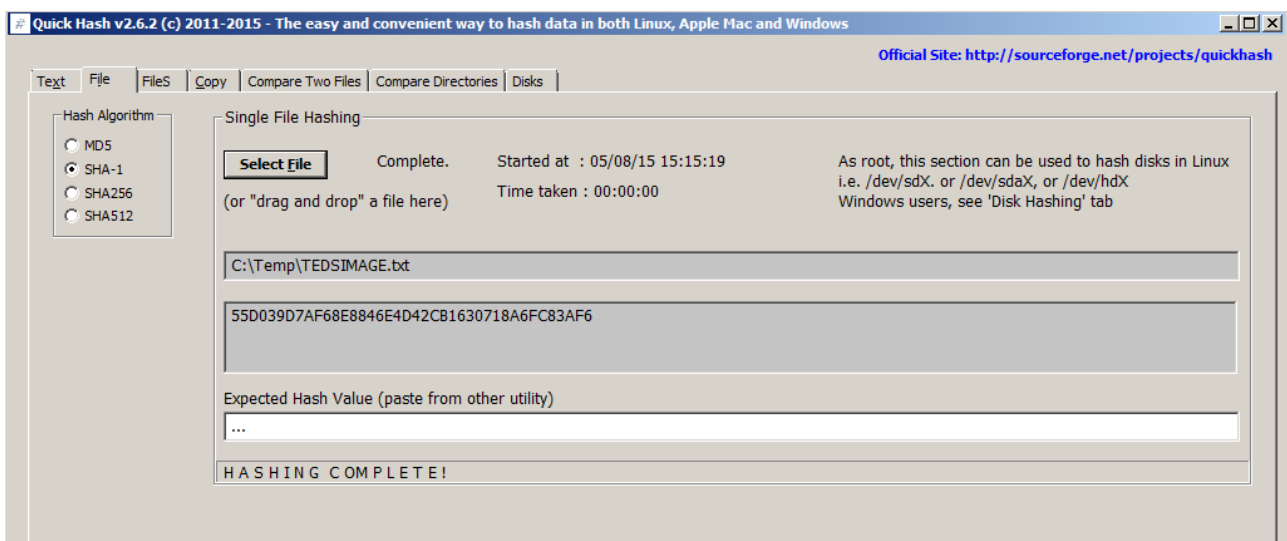 # Quick Hash v2.6.2 (c) 2011-2015 - The easy and convenient way to hash data in both Linux, Apple Mac and Windows
Official Site: http://sourceforge.net/projects/quickhash
Text File FileS Copy Compare Two Files Compare Directories Disks
Hash Algorithm
MD5
SHA-1
SHA256
SHA512
Single File Hashing
Select File Complete.
(or "drag and drop" a file here)
Started at : 05/08/15 15:15:19
Time taken : 00:00:00
As root, this section can be used to hash disks in Linux
i.e. /dev/sdX. or /dev/sdaX, or /dev/hdX
Windows users, see 'Disk Hashing' tab
C:\Temp\TEDSIMAGE.txt
55D039D7AF68E8846E4D42CB1630718A6FC83AF6
Expected Hash Value (paste from other utility)
...
HASHING COMPLETE!